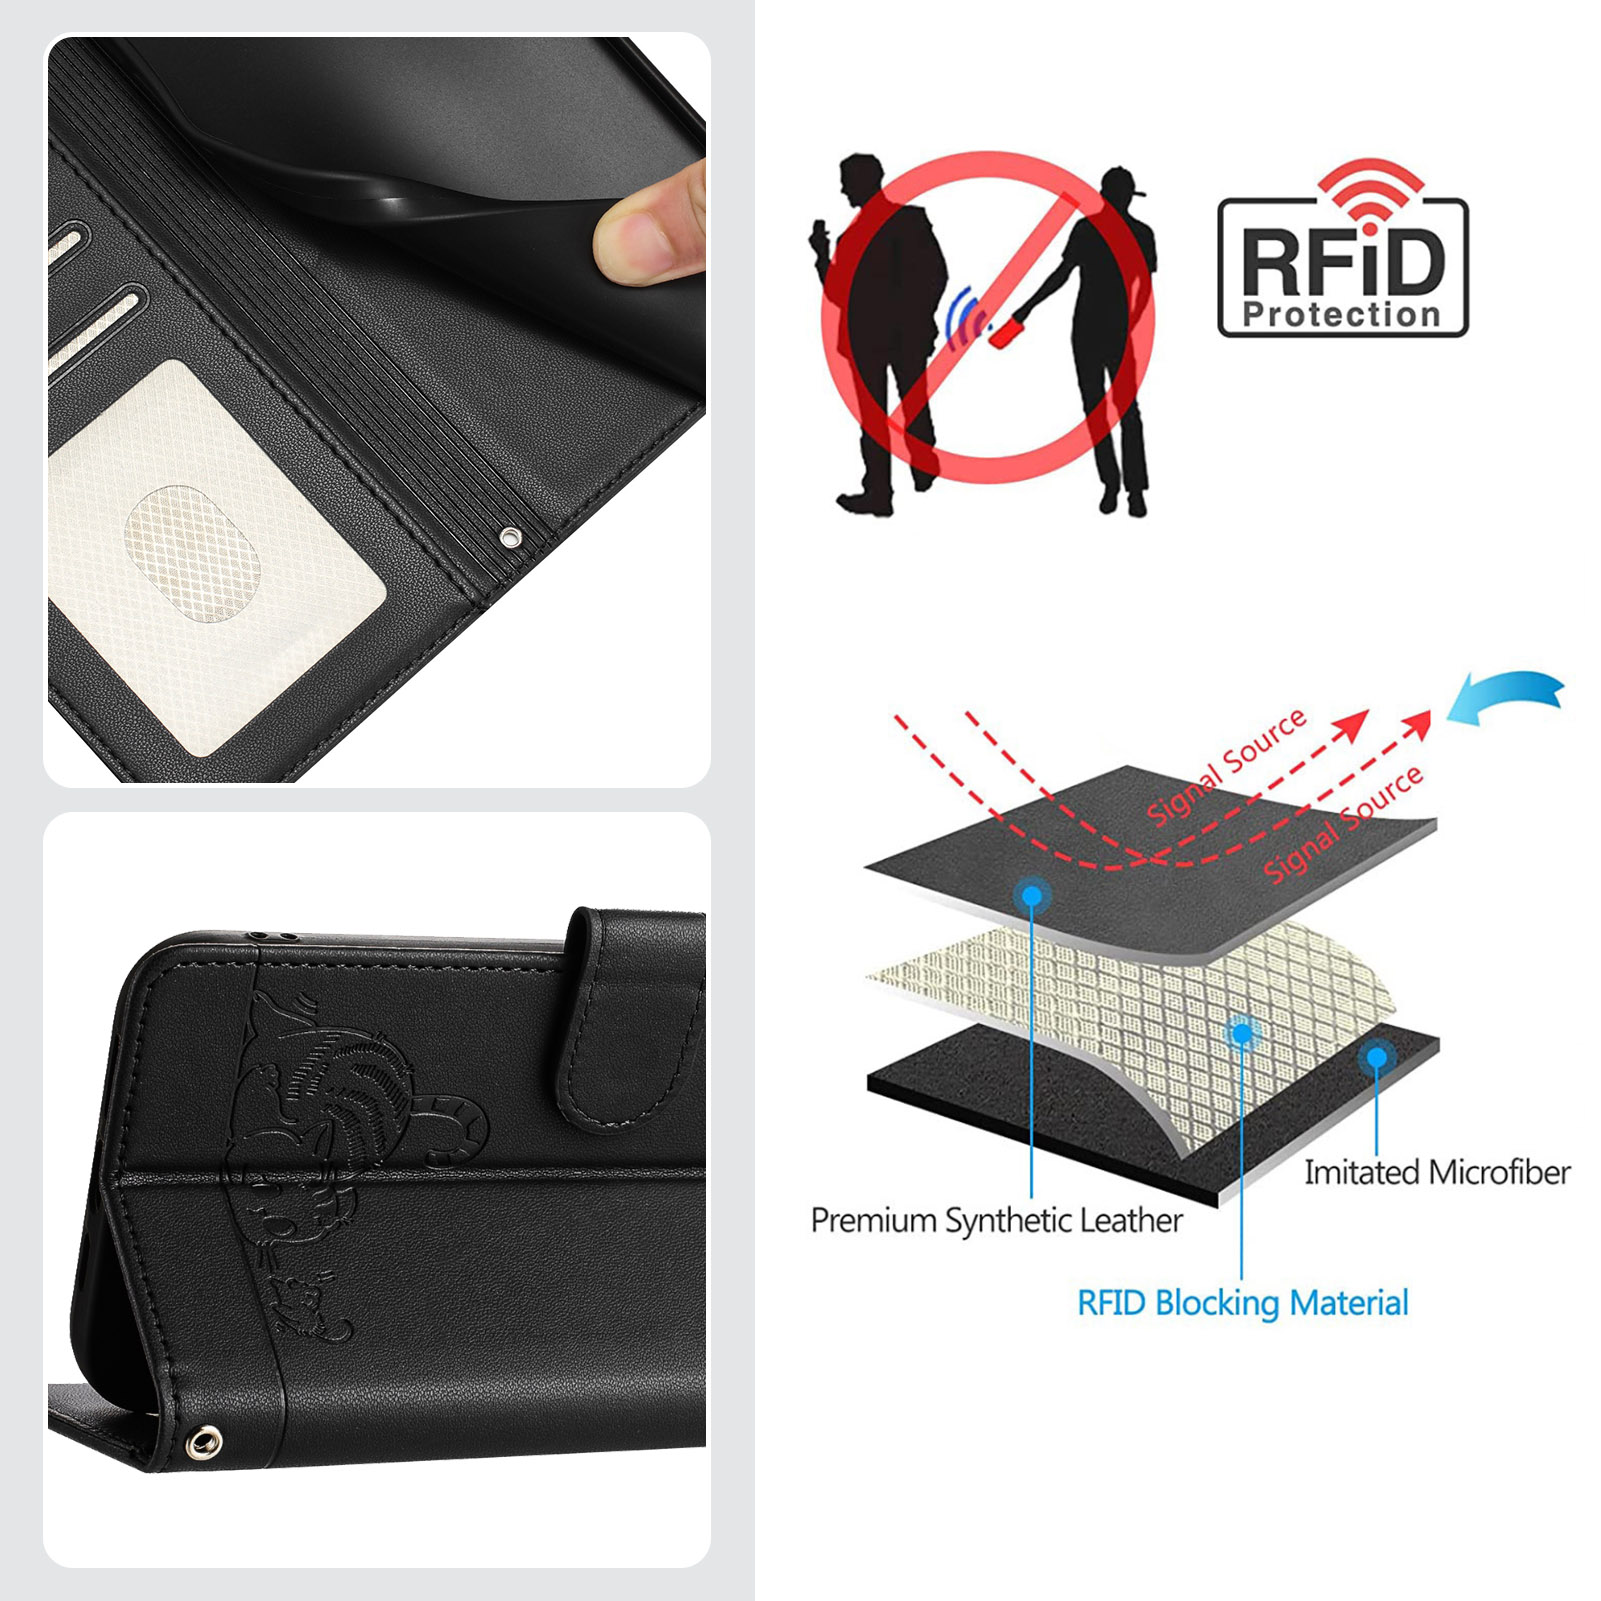 RFiD
Protection
Signal Source
Signal Source
Imitated Microfiber
Premium Synthetic Leather
RFID Blocking Material